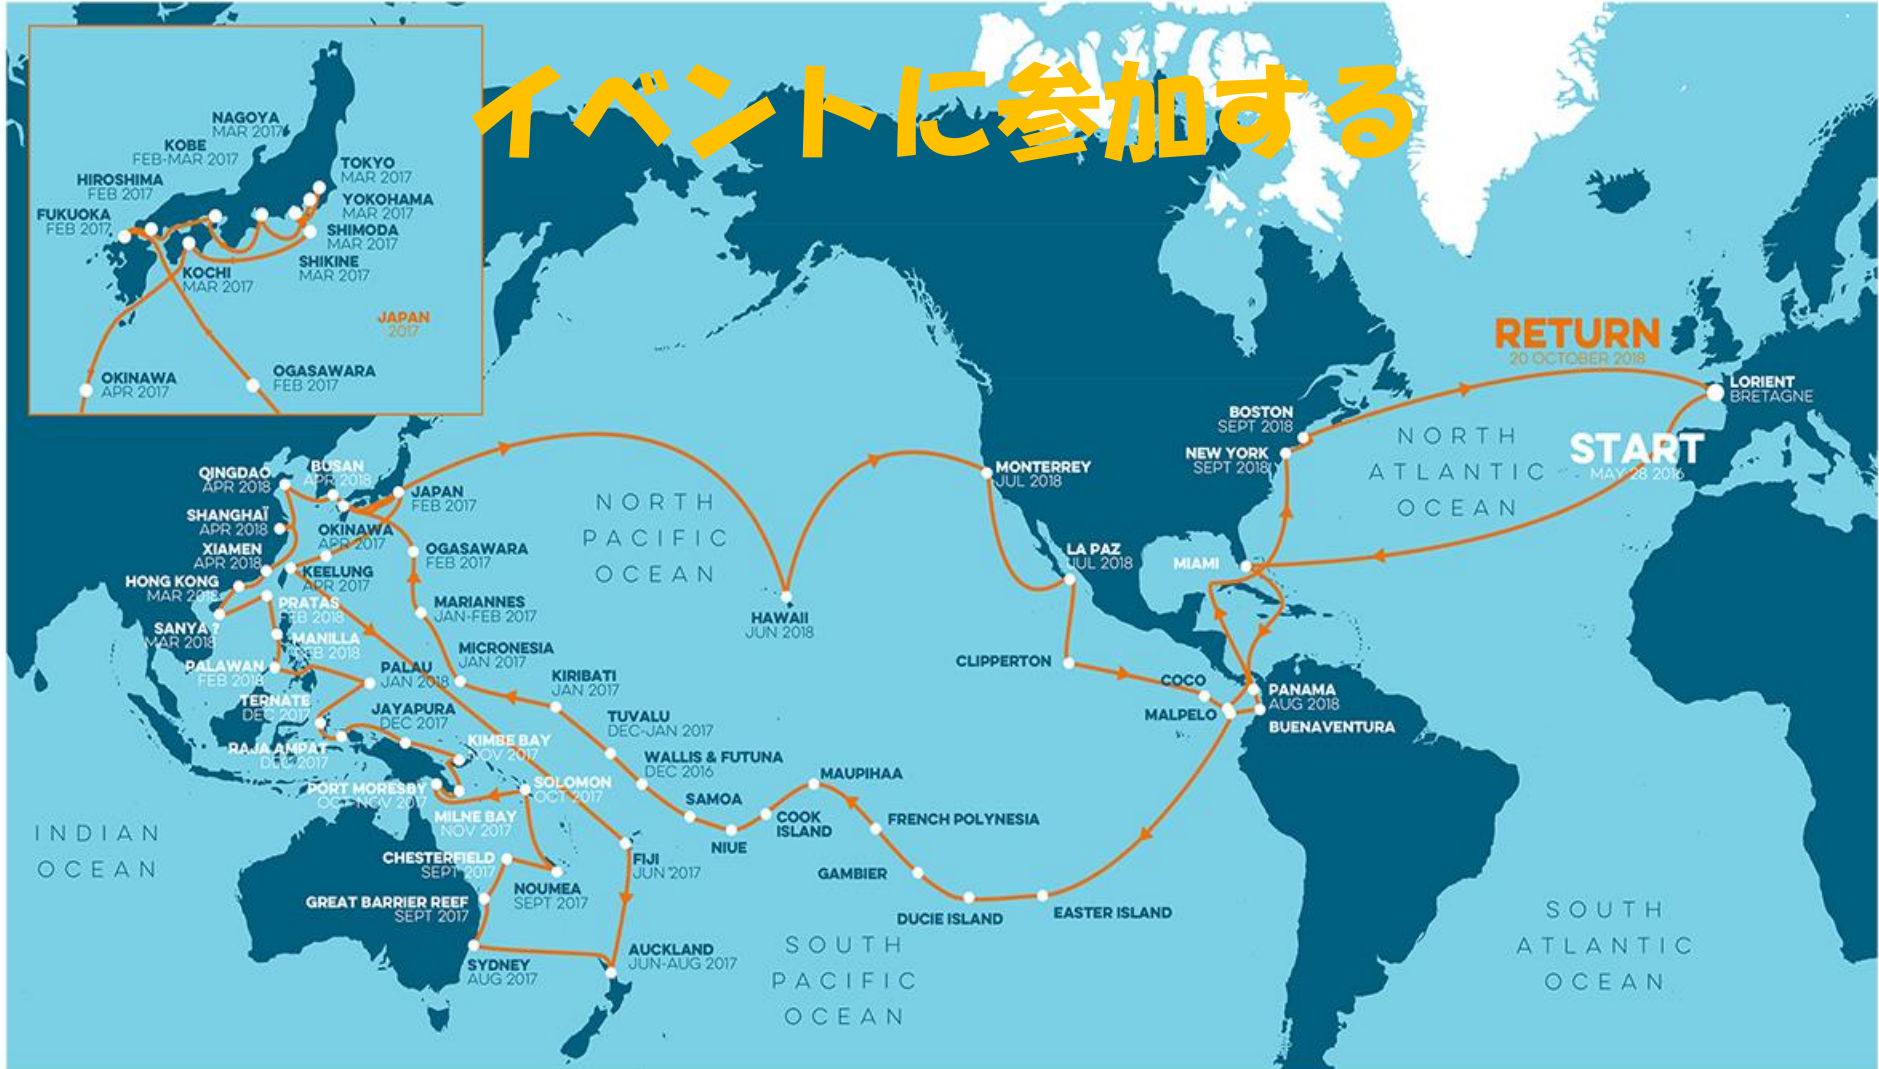 イベントに参加する
NAGOYA
MAR 2017
KOBE
FEB-MAR 2017
HIROSHIMA
FEB 2017
FUKUOKA
FEB 2017
TOKYO
MAR 2017
YOKOHAMA
MAR 2017
SHIMODA
MAR 2017
SHIKINE
MAR 2017
KOCHI
MAR 2017
JAPAN
2017
OKINAWA
APR 2017
OGASAWARA
FEB 2017
RETURN
20 OCTOBER 2018
LORIENT
BRETAGNE
START
MAY 28 2016
BOSTON
SEPT 2018
NEW YORK
SEPT 2018
NORTH
ATLANTIC
OCEAN
MIAMI
MONTERREY
JUL 2018
LA PAZ
JUL 2018
NORTH
PACIFIC
OCEAN
HAWAII
JUN 2018
QINGDAO
APR 2018
BUSAN
APR 2018
JAPAN
FEB 2017
SHANGHAÏ
APR 2018
OKINAWA
APR 2017
XIAMEN
APR 2018
OGASAWARA
FEB 2017
KEELUNG
APR 2017
HONG KONG
MAR 2018
PRATAS
FEB 2018
MARIANNES
JAN-FEB 2017
SANYA ?
MAR 2018
MANILLA
FEB 2018
MICRONESIA
JAN 2017
PALAWAN
FEB 2018
PALAU
JAN 2018
KIRIBATI
JAN 2017
TERNATE
DEC 2017
JAYAPURA
DEC 2017
TUVALU
DEC-JAN 2017
RAJA AMPAT
DEC 2017
KIMBE BAY
NOV 2017
WALLIS & FUTUNA
DEC 2016
PORT MORESBY
OCT-NOV 2017
SOLOMON
OCT 2017
MILNE BAY
NOV 2017
SAMOA
NIUE
COOK
ISLAND
MAUPIHAA
FRENCH POLYNESIA
GAMBIER
DUCIE ISLAND
EASTER ISLAND
CLIPPERTON
COCO
MALPELO
PANAMA
AUG 2018
BUENAVENTURA
INDIAN
OCEAN
CHESTERFIELD
SEPT 2017
NOUMEA
SEPT 2017
FIJI
JUN 2017
GREAT BARRIER REEF
SEPT 2017
SYDNEY
AUG 2017
AUCKLAND
JUN-AUG 2017
SOUTH
PACIFIC
OCEAN
SOUTH
ATLANTIC
OCEAN